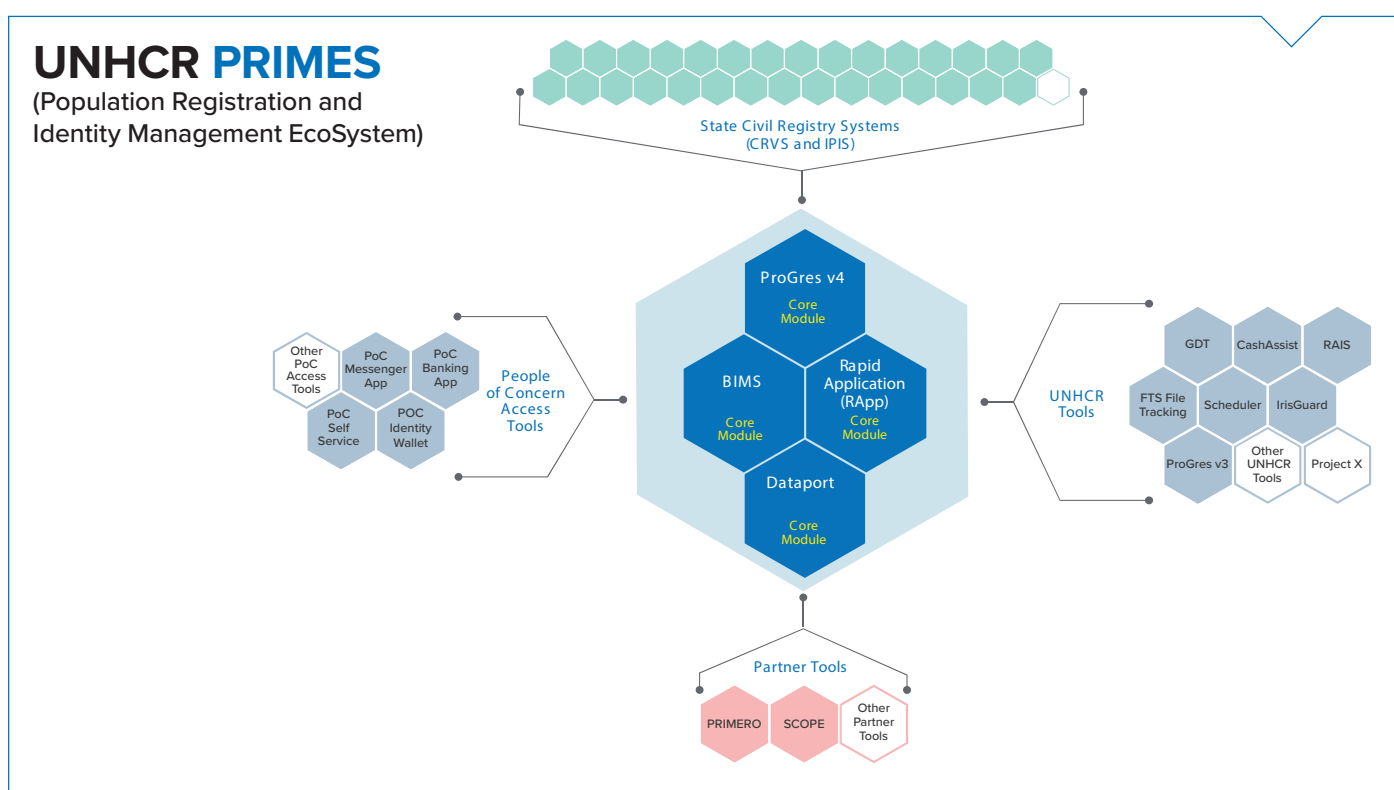 UNHCR PRIMES
(Population Registration and
Identity Management EcoSystem)
State Civil Registry Systems
(CRVS and IPIS)
ProGres v4
Core
Module
BIMS
Core
Module
Rapid
Application
(RApp)
Core
Module
Dataport
Core
Module
People
of Concern
Access
Tools
Other
PoC
Access
Tools
PoC
Messenger
App
PoC
Banking
App
PoC
Self
Service
POC
Identity
Wallet
UNHCR
Tools
GDT
CashAssist
RAIS
FTS File
Tracking
Scheduler
IrisGuard
ProGres v3
Other
UNHCR
Tools
Project X
Partner Tools
PRIMERO
SCOPE
Other
Partner
Tools